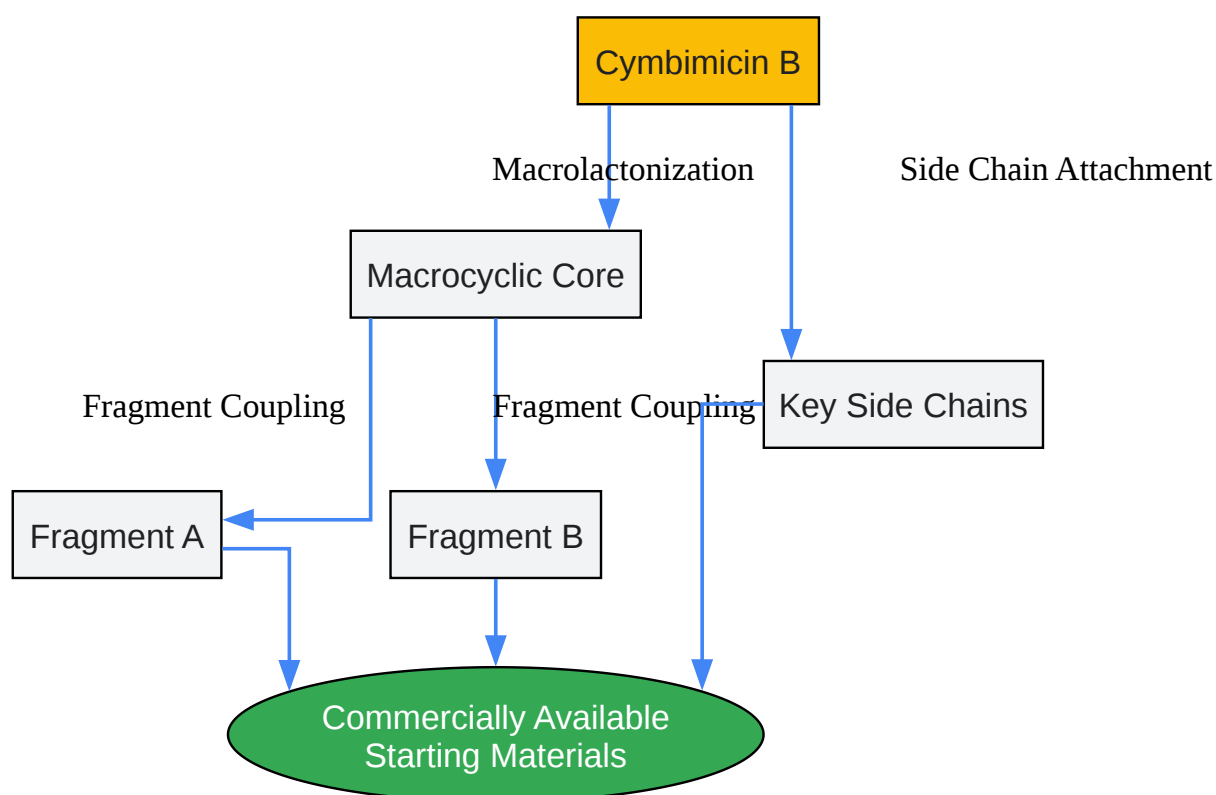 Cymbimicin B
Macrolactonization
Side Chain Attachment
Macrocyclic Core
Fragment Coupling
Fragment Coupling
Key Side Chains
Fragment A
Fragment B
Commercially Available
Starting Materials